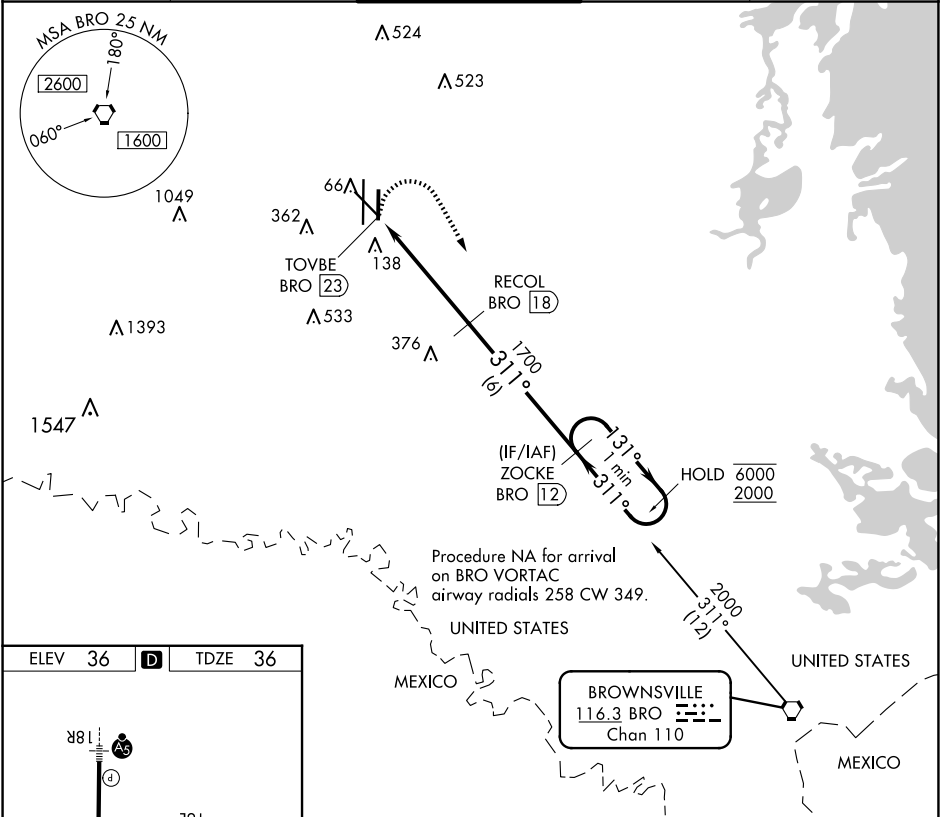 MSA BRO 25 NM
180°
2600
060°
1600
524
523
1049
66
362
138
TOVBE
BRO 23
RECOL
BRO 18
533
1393
376
1700
311°
(6)
1547
(IF/IAF)
ZOCKE
BRO 12
131°
1 min
311°
HOLD 6000
2000
Procedure NA for arrival
on BRO VORTAC
airway radials 258 CW 349.
2000
311°
(12)
UNITED STATES
MEXICO
UNITED STATES
MEXICO
BROWNSVILLE
116.3 BRO
Chan 110
ELEV 36 D TDZE 36
18R
A5
P